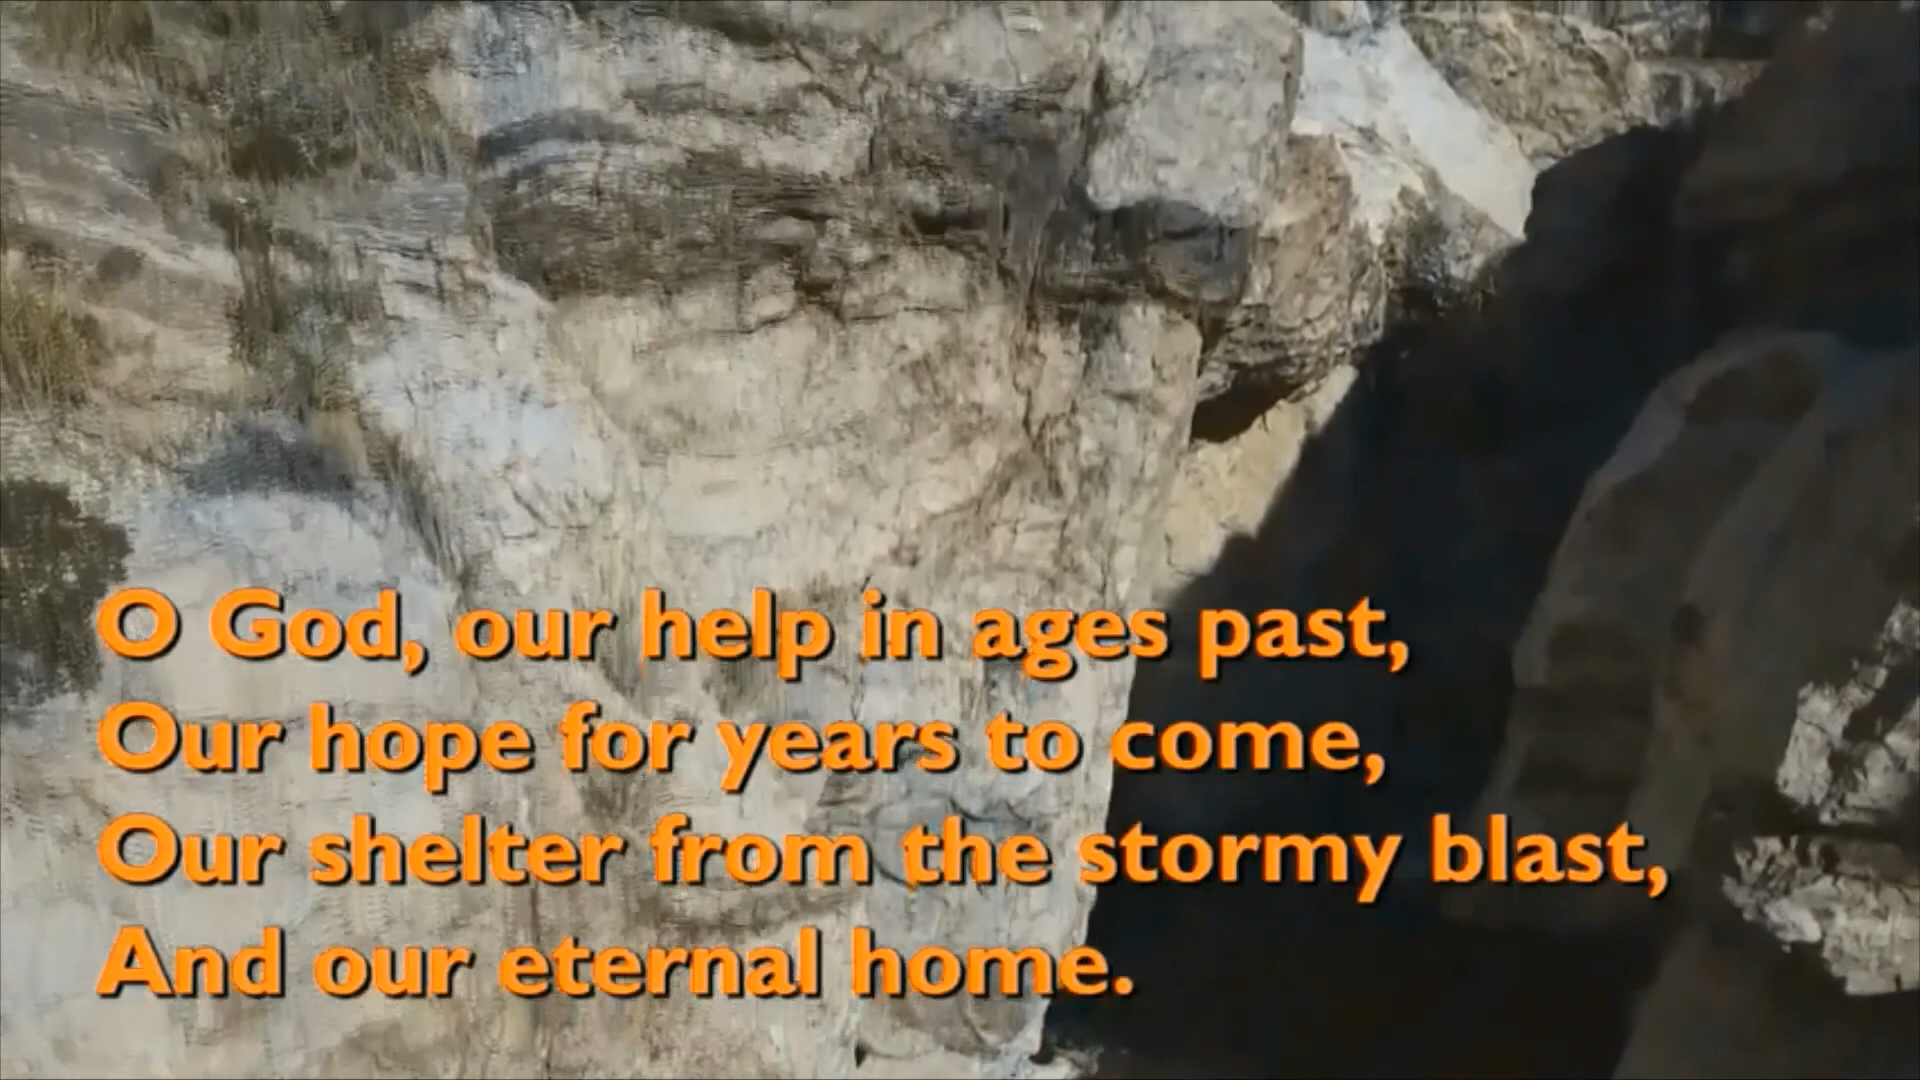 O God, our help in ages past,
Our hope for years to come,
Our shelter from the stormy blast,
And our eternal home.